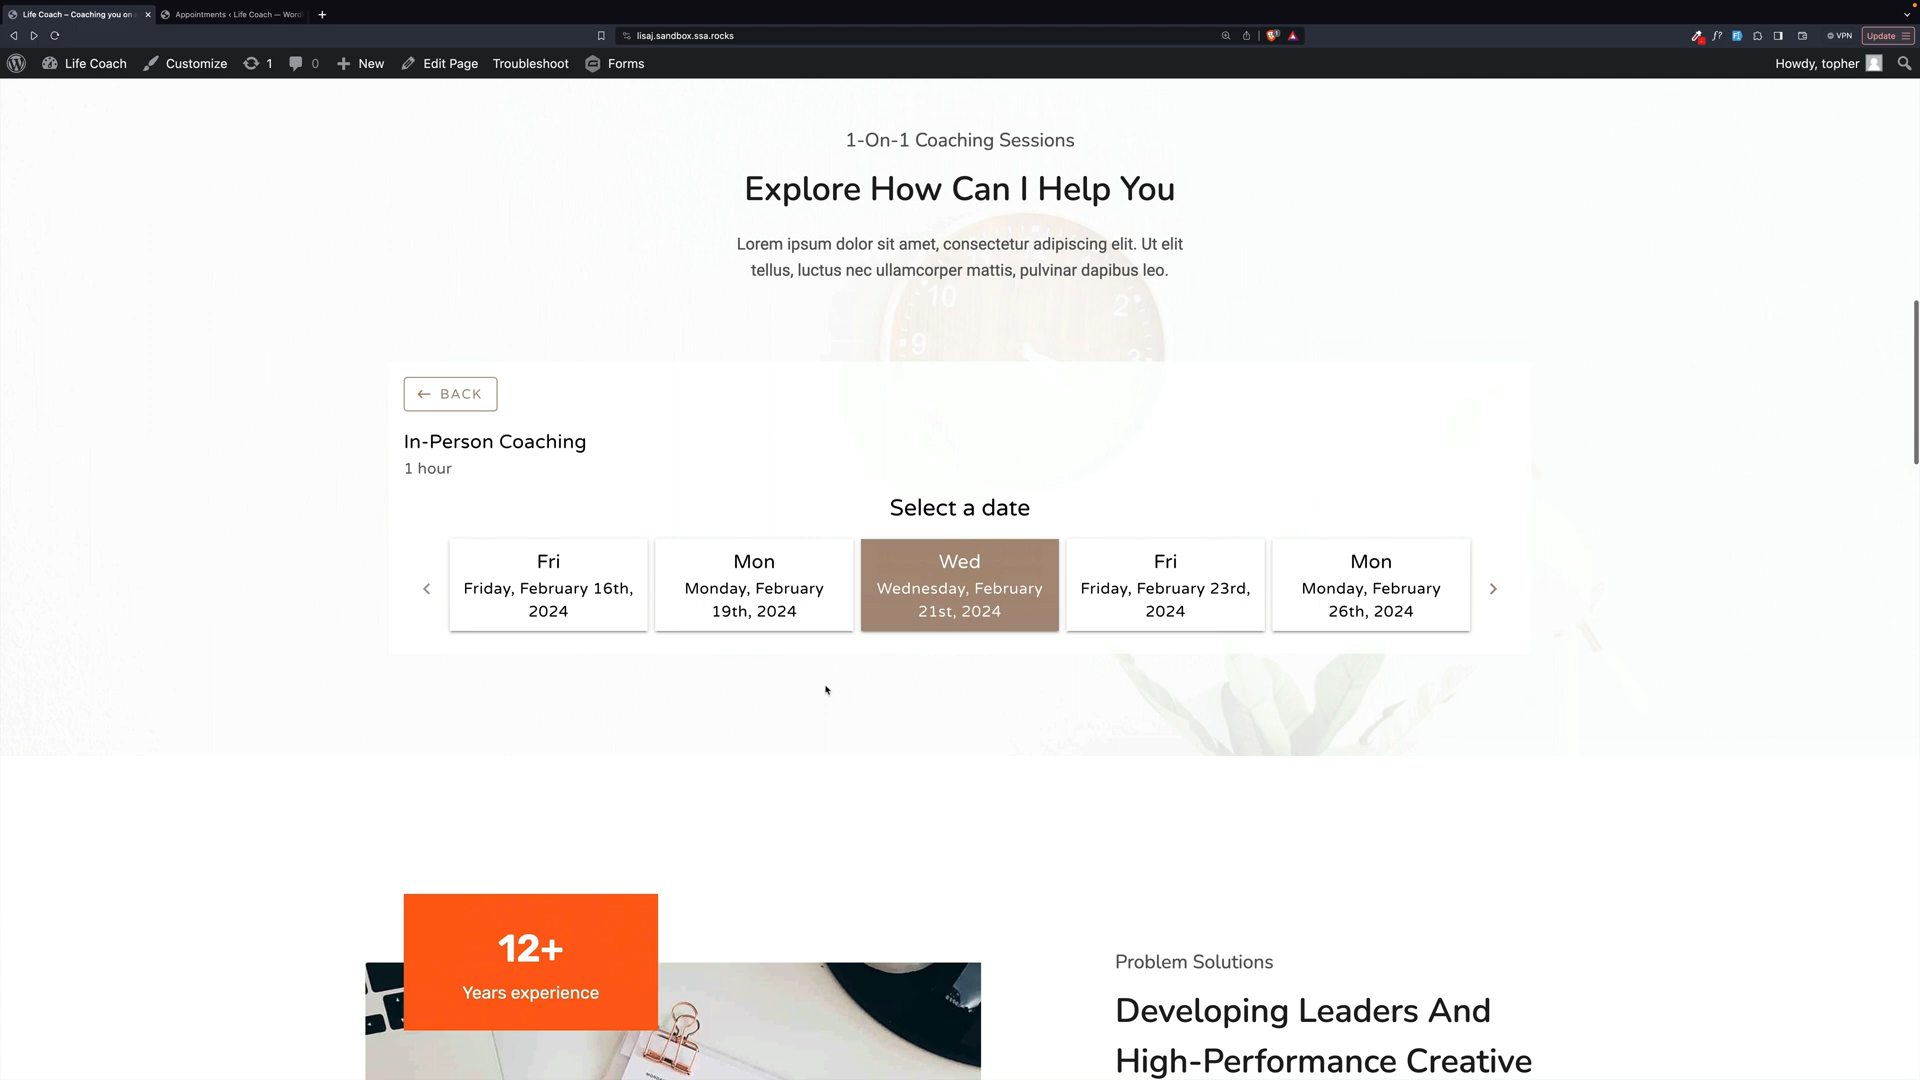 Life Coach – Coaching you on
Appointments ‹ Life Coach — Word
lisaj.sandbox.ssa.rocks
VPN
Update
Life Coach
Customize
1
0
New
Edit Page
Troubleshoot
Forms
Howdy, topher
1-On-1 Coaching Sessions
Explore How Can I Help You
Lorem ipsum dolor sit amet, consectetur adipiscing elit. Ut elit
tellus, luctus nec ullamcorper mattis, pulvinar dapibus leo.
10
2
9
3
← BACK
In-Person Coaching
1 hour
Select a date
Fri
Friday, February 16th,
2024
Mon
Monday, February
19th, 2024
Wed
Wednesday, February
21st, 2024
Fri
Friday, February 23rd,
2024
Mon
Monday, February
26th, 2024
12+
Years experience
Problem Solutions
Developing Leaders And
High-Performance Creative